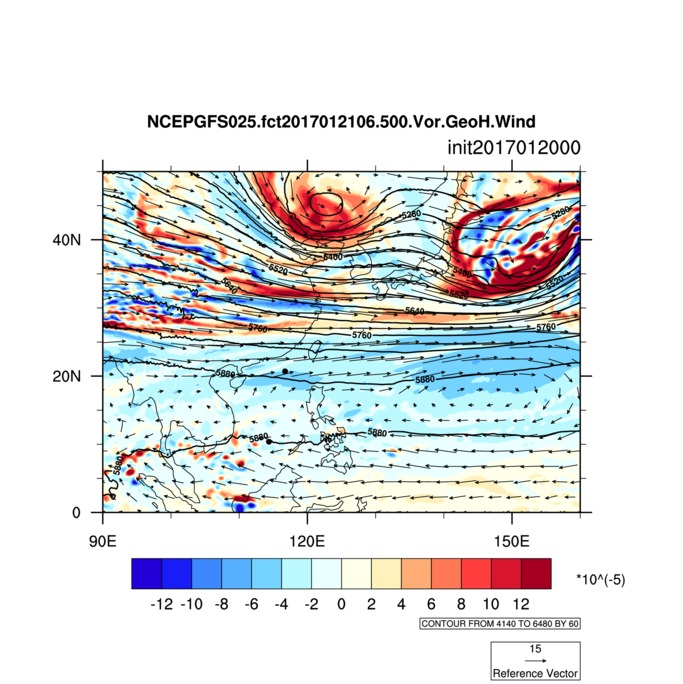 NCEPGFS025.fct2017012106.500.Vor.GeoH.Wind
init2017012000
5280
5280
40N
5400
5400
5520
5520
5640
5520
5640
5760
5760
5760
20N
5880
5880
5880
5880
5880
0
90E 120E 150E
-12 -10 -8 -6 -4 -2 0 2 4 6 8 10 12
*10^(-5)
CONTOUR FROM 4140 TO 6480 BY 60
15
Reference Vector